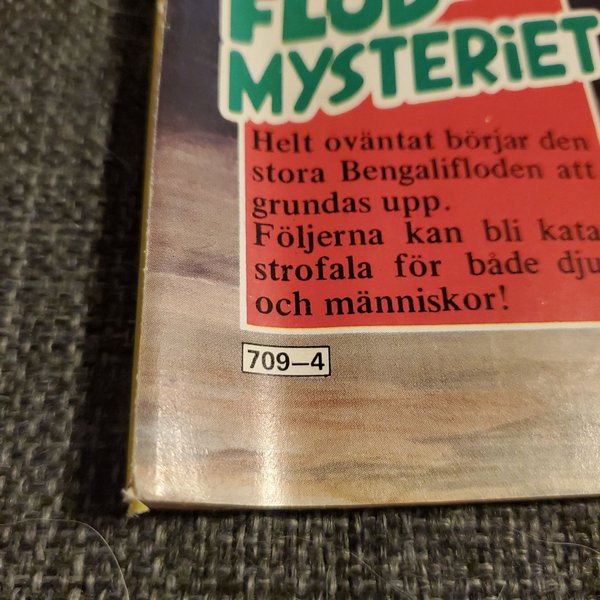 FLOD
MYSTERiET
Helt oväntat börjar den
stora Bengalifloden att
grundas upp.
Följerna kan bli kata
strofala för både dju
och människor!
709–4